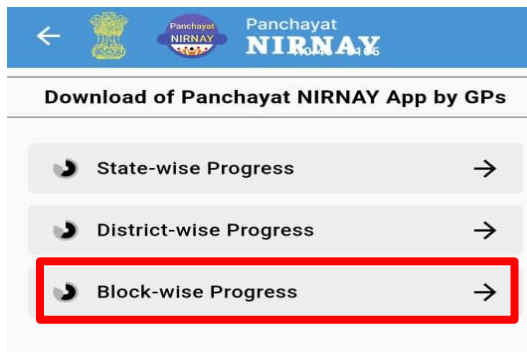 Panchayat
NIRNAY
Panchayat
NIRNAY
Download of Panchayat NIRNAY App by GPs
State-wise Progress
District-wise Progress
Block-wise Progress